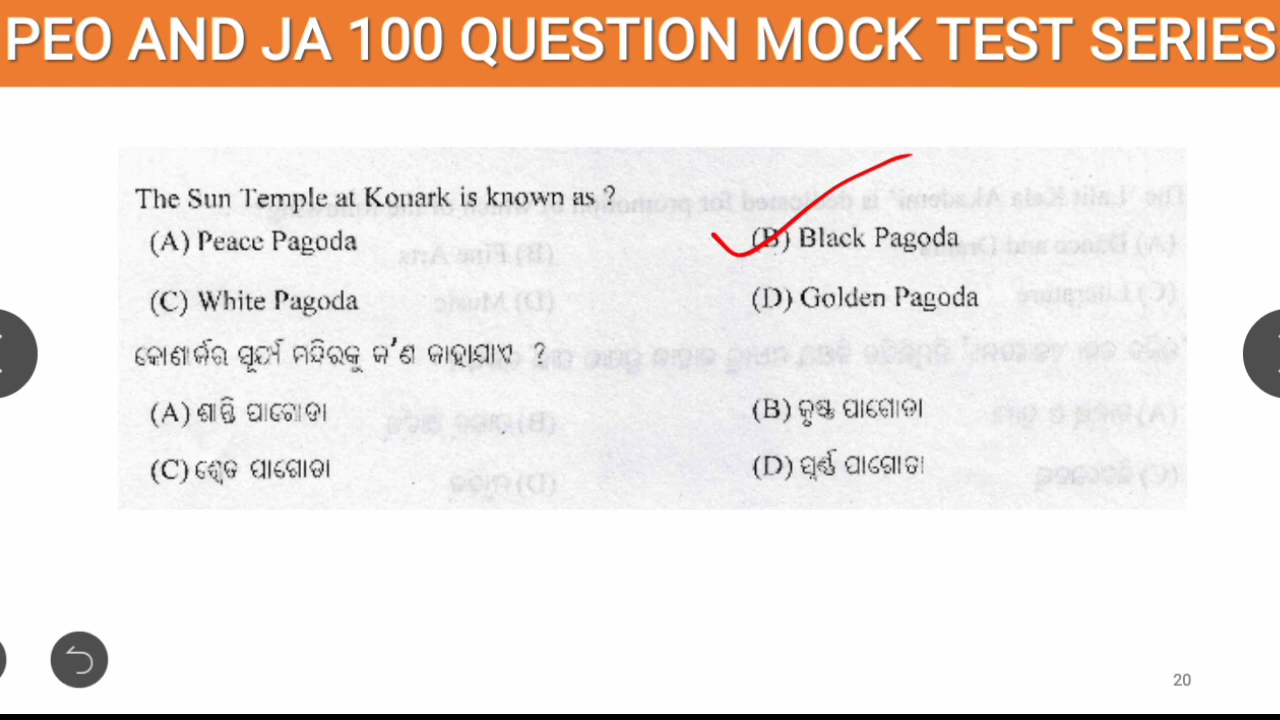 PEO AND JA 100 QUESTION MOCK TEST SERIES
The Sun Temple at Konark is known as ?
(A) Peace Pagoda
(B) Black Pagoda
(C) White Pagoda
(D) Golden Pagoda
କୋଣାର୍କର ସୂର୍ଯ୍ୟ ମନ୍ଦିରକୁ କ'ଣ କାହାଯାଏ ?
(A) ଶାନ୍ତି ପାଗୋଡା
(B) କୃଷ୍ଣ ପାଗୋଡା
(C) ଶ୍ୱେତ ପାଗୋଡା
(D) ସ୍ୱର୍ଣ୍ଣ ପାଗୋଡା
20